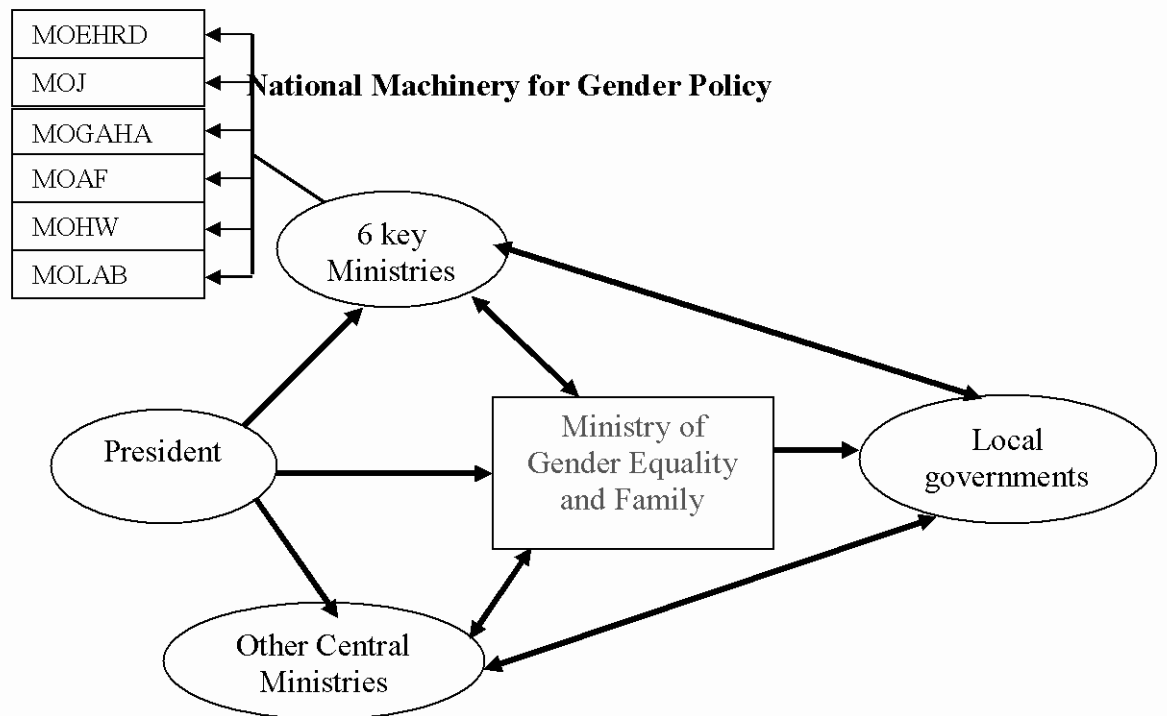 MOEHRD
MOJ
National Machinery for Gender Policy
MOGAHA
MOAF
MOHW
MOLAB
6 key
Ministries
President
Ministry of
Gender Equality
and Family
Local
governments
Other Central
Ministries